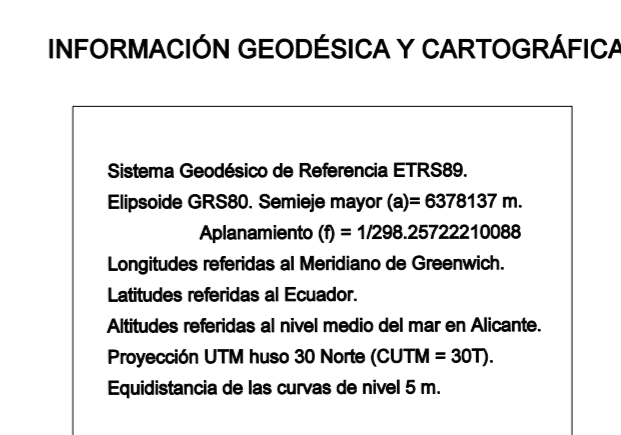 INFORMACIÓN GEODÉSICA Y CARTOGRÁFICA
Sistema Geodésico de Referencia ETRS89.
Elipsoide GRS80. Semieje mayor (a)= 6378137 m.
Aplanamiento (f) = 1/298.25722210088
Longitudes referidas al Meridiano de Greenwich.
Latitudes referidas al Ecuador.
Altitudes referidas al nivel medio del mar en Alicante.
Proyección UTM huso 30 Norte (CUTM = 30T).
Equidistancia de las curvas de nivel 5 m.